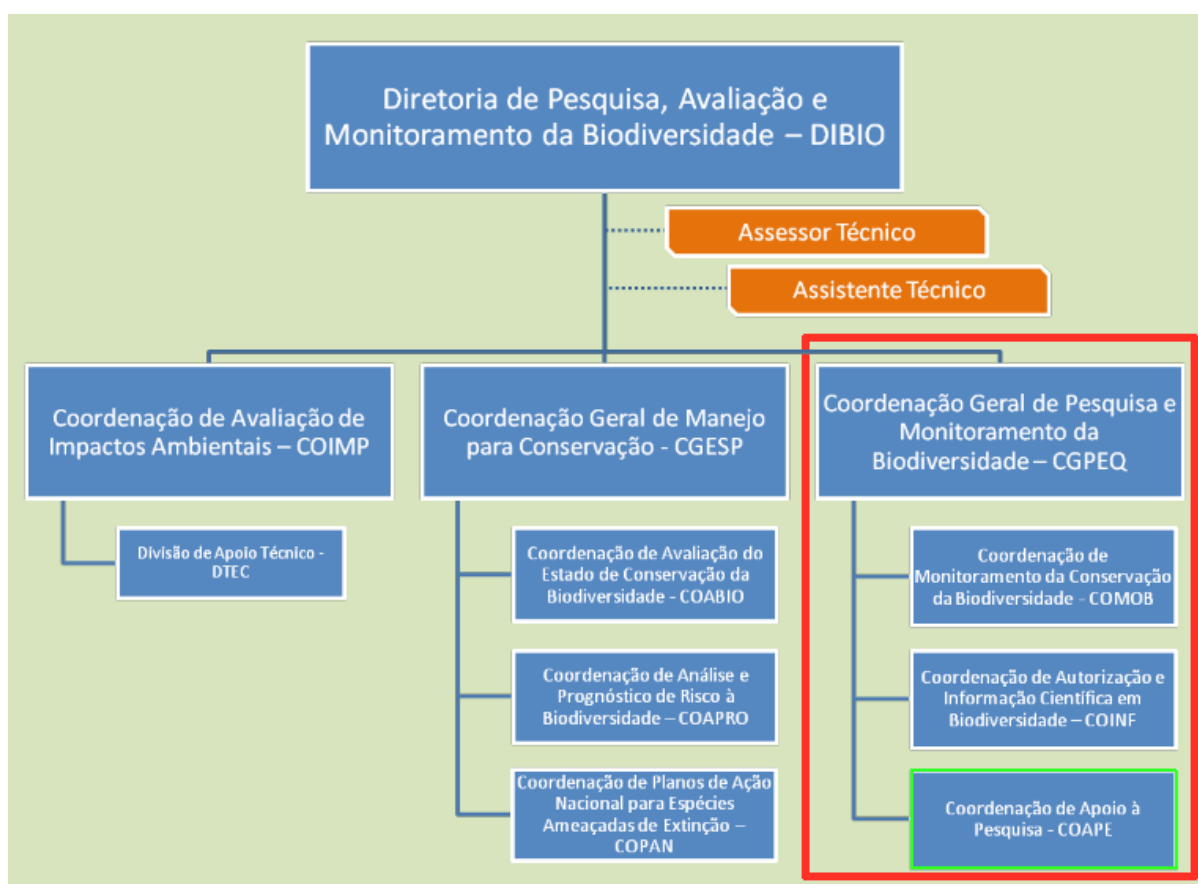 Diretoria de Pesquisa, Avaliação e
Monitoramento da Biodiversidade – DIBIO
Assessor Técnico
Assistente Técnico
Coordenação de Avaliação de
Impactos Ambientais – COIMP
Divisão de Apoio Técnico -
DTEC
Coordenação Geral de Manejo
para Conservação - CGESP
Coordenação de Avaliação do
Estado de Conservação da
Biodiversidade - COABIO
Coordenação de Análise e
Prognóstico de Risco à
Biodiversidade – COAPRO
Coordenação de Planos de Ação
Nacional para Espécies
Ameaçadas de Extinção –
COPAN
Coordenação Geral de Pesquisa e
Monitoramento da
Biodiversidade – CGPEQ
Coordenação de
Monitoramento da Conservação
da Biodiversidade - COMOB
Coordenação de Autorização e
Informação Científica em
Biodiversidade – COINF
Coordenação de Apoio à
Pesquisa - COAPE